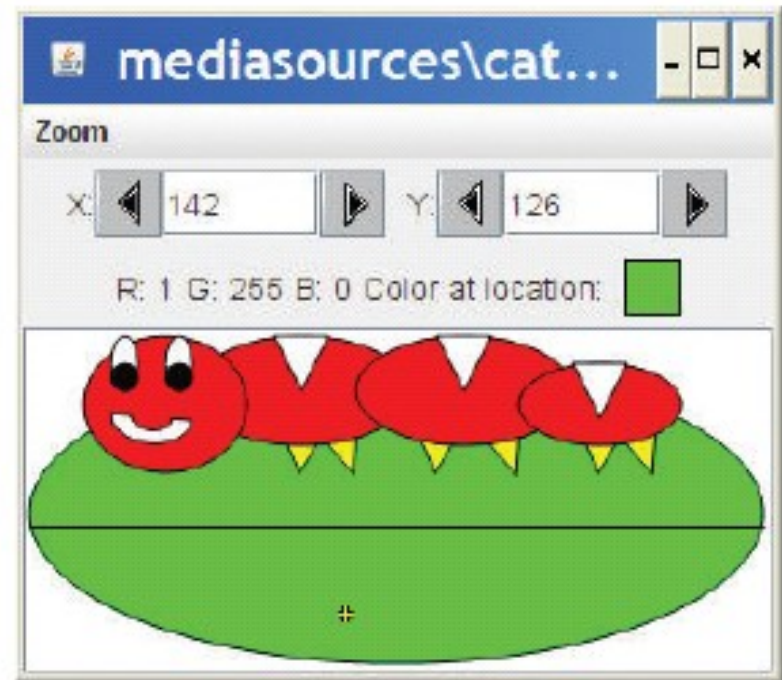 mediasources\cat...
Zoom
X: 142 Y: 126
R: 1 G: 255 B: 0 Color at location: